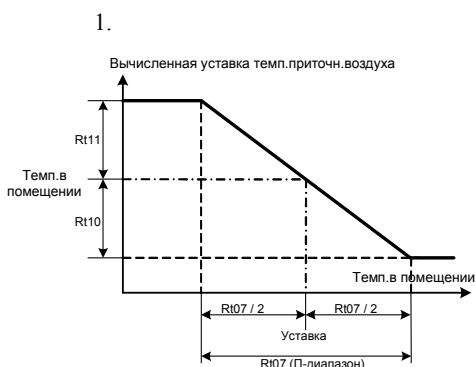 1.
Вычисленная уставка темп.приточн.воздуха
Rt11
Темп.в
помещении
Rt10
Темп.в помещении
Rt07 / 2
Rt07 / 2
Уставка
Rt07 (П-диапазон)